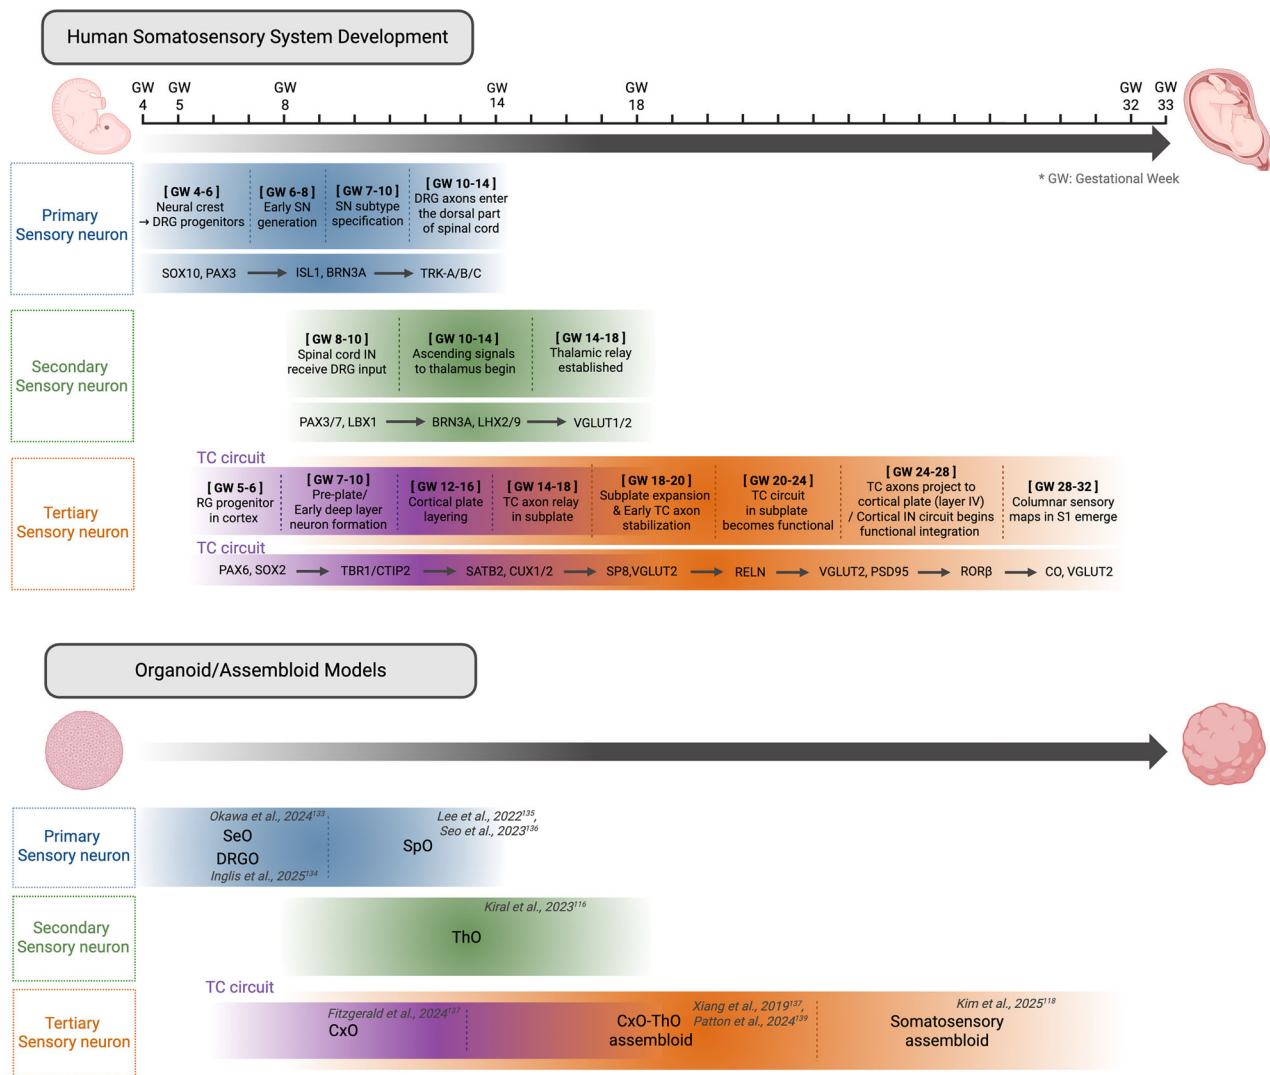 Human Somatosensory System Development
GW GW GW GW GW GW GW
4 5 8 14 18 32 33
* GW: Gestational Week
Primary
Sensory neuron
[ GW 4-6 ]
Neural crest
→ DRG progenitors
[ GW 6-8 ]
Early SN
generation
[ GW 7-10 ]
SN subtype
specification
[ GW 10-14 ]
DRG axons enter
the dorsal part
of spinal cord
SOX10, PAX3 → ISL1, BRN3A → TRK-A/B/C
Secondary
Sensory neuron
[ GW 8-10 ]
Spinal cord IN
receive DRG input
[ GW 10-14 ]
Ascending signals
to thalamus begin
[ GW 14-18 ]
Thalamic relay
established
PAX3/7, LBX1 → BRN3A, LHX2/9 → VGLUT1/2
Tertiary
Sensory neuron
TC circuit
[ GW 5-6 ]
RG progenitor
in cortex
[ GW 7-10 ]
Pre-plate/
Early deep layer
neuron formation
[ GW 12-16 ]
Cortical plate
layering
[ GW 14-18 ]
TC axon relay
in subplate
[ GW 18-20 ]
Subplate expansion
& Early TC axon
stabilization
[ GW 20-24 ]
TC circuit
in subplate
becomes functional
[ GW 24-28 ]
TC axons project to
cortical plate (layer IV)
/ Cortical IN circuit begins
functional integration
[ GW 28-32 ]
Columnar sensory
maps in S1 emerge
TC circuit
PAX6, SOX2 → TBR1/CTIP2 → SATB2, CUX1/2 → SP8,VGLUT2 → RELN → VGLUT2, PSD95 → RORβ → CO, VGLUT2
Organoid/Assembloid Models
Primary
Sensory neuron
Okawa et al., 2024133
SeO
DRGO
Inglis et al., 2025134
Lee et al., 2022135,
Seo et al., 2023136
SpO
Secondary
Sensory neuron
Kiral et al., 2023116
ThO
Tertiary
Sensory neuron
TC circuit
Fitzgerald et al., 2024137
CxO
Xiang et al., 2019137,
Patton et al., 2024139
CxO-ThO
assembloid
Kim et al., 2025118
Somatosensory
assembloid